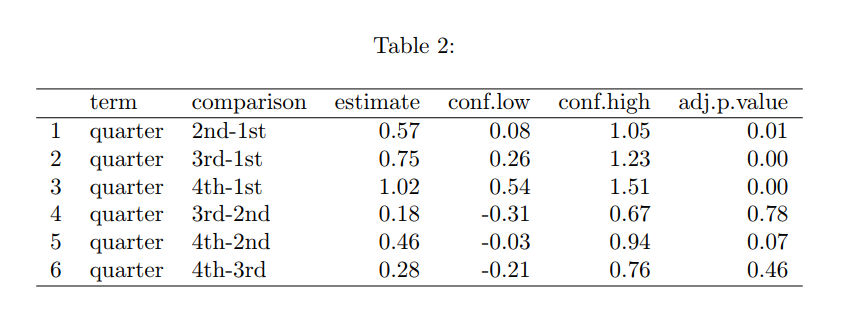 Table 2:
term comparison estimate conf.low conf.high adj.p.value
1 quarter 2nd-1st 0.57 0.08 1.05 0.01
2 quarter 3rd-1st 0.75 0.26 1.23 0.00
3 quarter 4th-1st 1.02 0.54 1.51 0.00
4 quarter 3rd-2nd 0.18 -0.31 0.67 0.78
5 quarter 4th-2nd 0.46 -0.03 0.94 0.07
6 quarter 4th-3rd 0.28 -0.21 0.76 0.46